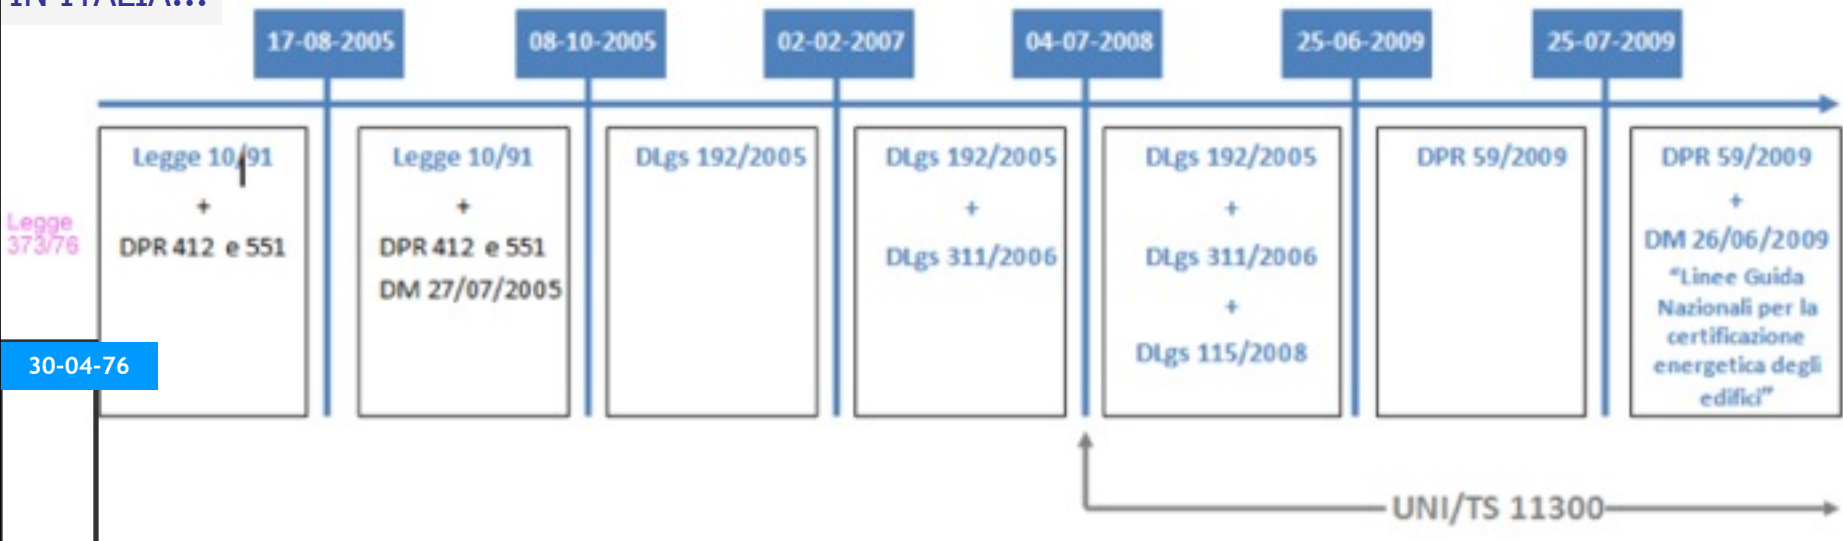 IN ITALIA...
17-08-2005
08-10-2005
02-02-2007
04-07-2008
25-06-2009
25-07-2009
Legge
373/76
30-04-76
Legge 10/91
+
DPR 412 e 551
Legge 10/91
+
DPR 412 e 551
DM 27/07/2005
DLgs 192/2005
DLgs 192/2005
+
DLgs 311/2006
DLgs 192/2005
+
DLgs 311/2006
+
DLgs 115/2008
DPR 59/2009
DPR 59/2009
+
DM 26/06/2009
“Linee Guida
Nazionali per la
certificazione
energetica degli
edifici”
UNI/TS 11300